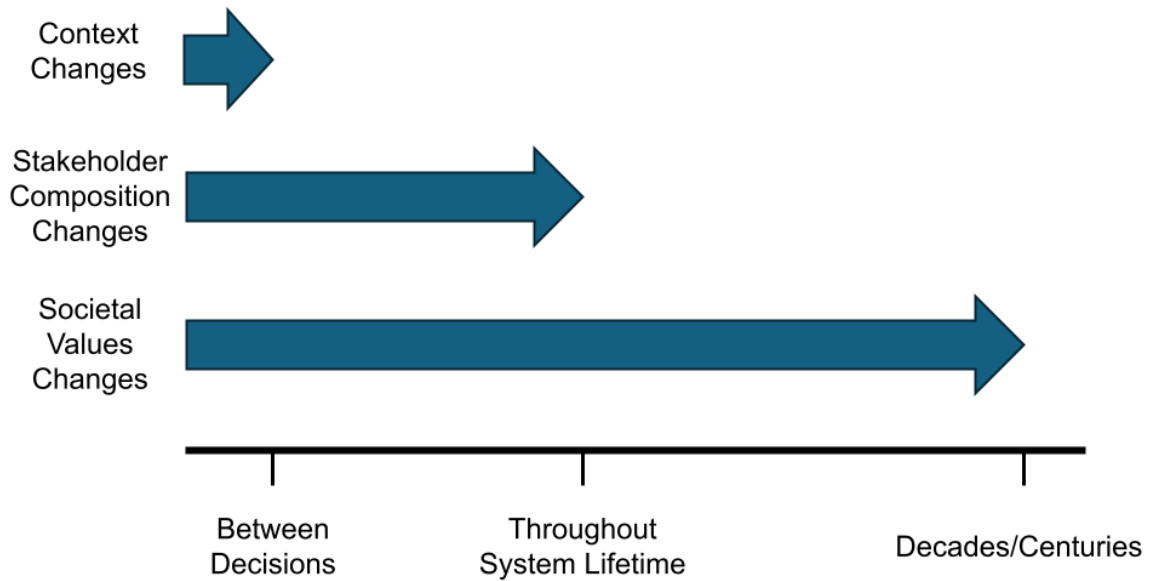 Context
Changes
Stakeholder
Composition
Changes
Societal
Values
Changes
Between
Decisions
Throughout
System Lifetime
Decades/Centuries